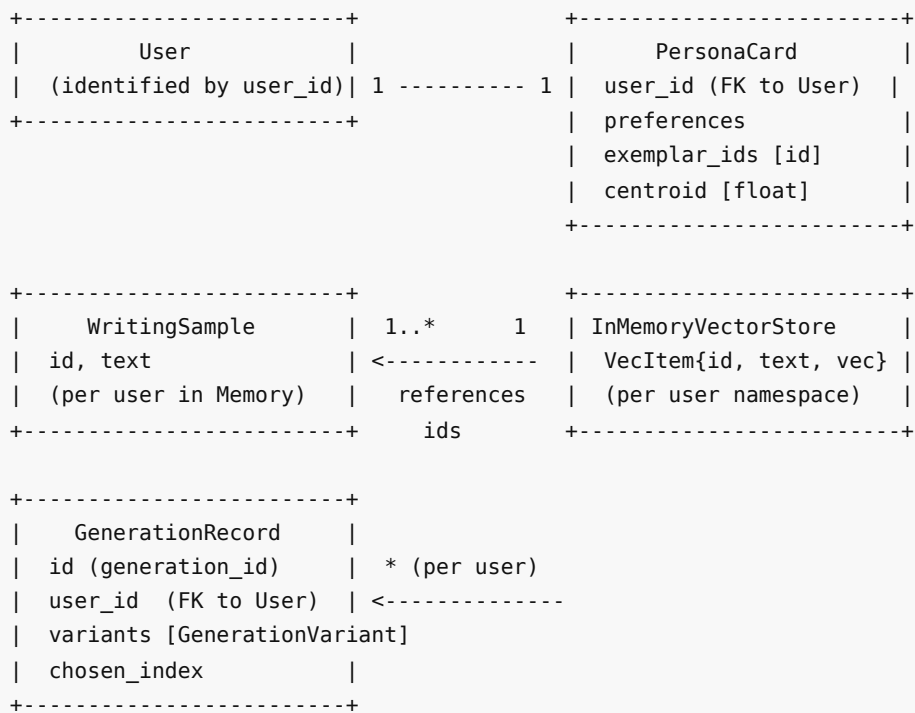 +------------------------+               +-------------------------+
|         User           |               |      PersonaCard        |
|  (identified by user_id)| 1 ---------- 1 |  user_id (FK to User)  |
+------------------------+               |  preferences            |
                                         |  exemplar_ids [id]      |
                                         |  centroid [float]       |
                                         +-------------------------+
+------------------------+               +-------------------------+
|     WritingSample      |  1..*      1  | InMemoryVectorStore     |
|  id, text              | <------------ |  VecItem{id, text, vec} |
|  (per user in Memory)  |   references  |  (per user namespace)   |
+------------------------+     ids       +-------------------------+
+------------------------+
|    GenerationRecord    |
|  id (generation_id)    |  * (per user)
|  user_id  (FK to User) | <--------------
|  variants [GenerationVariant]
|  chosen_index          |
+------------------------+